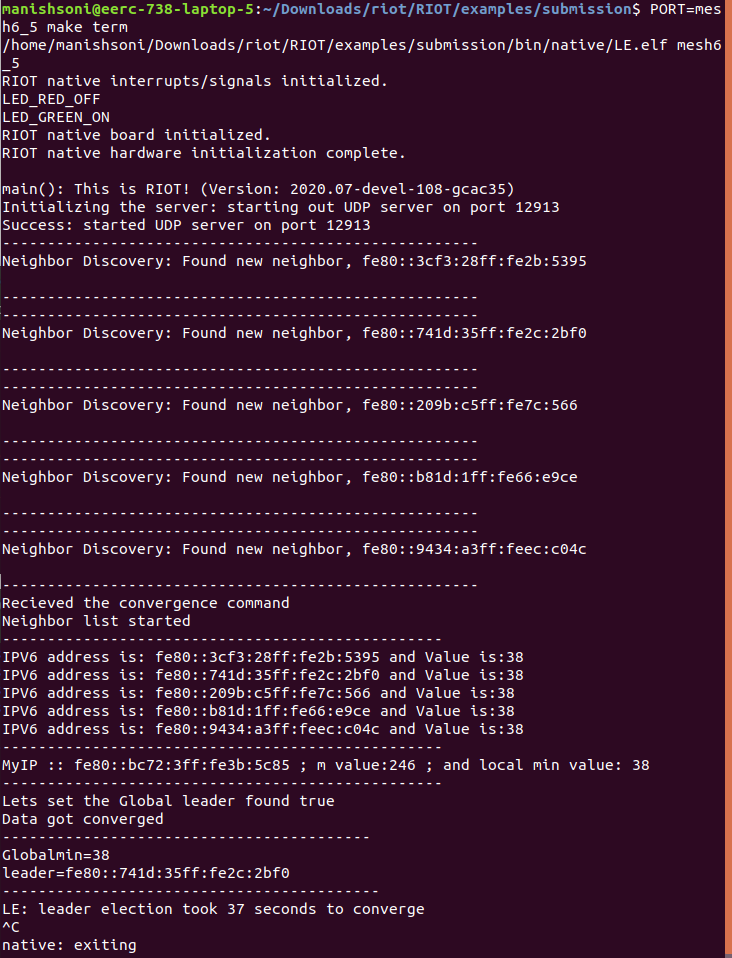 manishsoni@eerc-738-laptop-5:~/Downloads/riot/RIOT/examples/submission$ PORT=mes
h6_5 make term
/home/manishsoni/Downloads/riot/RIOT/examples/submission/bin/native/LE.elf mesh6
_5
RIOT native interrupts/signals initialized.
LED_RED_OFF
LED_GREEN_ON
RIOT native board initialized.
RIOT native hardware initialization complete.

main(): This is RIOT! (Version: 2020.07-devel-108-gcac35)
Initializing the server: starting out UDP server on port 12913
Success: started UDP server on port 12913
-----------------------------------------------------
Neighbor Discovery: Found new neighbor, fe80::3cf3:28ff:fe2b:5395

-----------------------------------------------------
-----------------------------------------------------
Neighbor Discovery: Found new neighbor, fe80::741d:35ff:fe2c:2bf0

-----------------------------------------------------
-----------------------------------------------------
Neighbor Discovery: Found new neighbor, fe80::209b:c5ff:fe7c:566

-----------------------------------------------------
-----------------------------------------------------
Neighbor Discovery: Found new neighbor, fe80::b81d:1ff:fe66:e9ce

-----------------------------------------------------
-----------------------------------------------------
Neighbor Discovery: Found new neighbor, fe80::9434:a3ff:feec:c04c

-----------------------------------------------------
Recieved the convergence command
Neighbor list started
-------------------------------------------------
IPV6 address is: fe80::3cf3:28ff:fe2b:5395 and Value is:38
IPV6 address is: fe80::741d:35ff:fe2c:2bf0 and Value is:38
IPV6 address is: fe80::209b:c5ff:fe7c:566 and Value is:38
IPV6 address is: fe80::b81d:1ff:fe66:e9ce and Value is:38
IPV6 address is: fe80::9434:a3ff:feec:c04c and Value is:38
-------------------------------------------------
MyIP :: fe80::bc72:3ff:fe3b:5c85 ; m value:246 ; and local min value: 38
-------------------------------------------------
Lets set the Global leader found true
Data got converged
-----------------------------------------
Globalmin=38
leader=fe80::741d:35ff:fe2c:2bf0
------------------------------------------
LE: leader election took 37 seconds to converge
^C
native: exiting